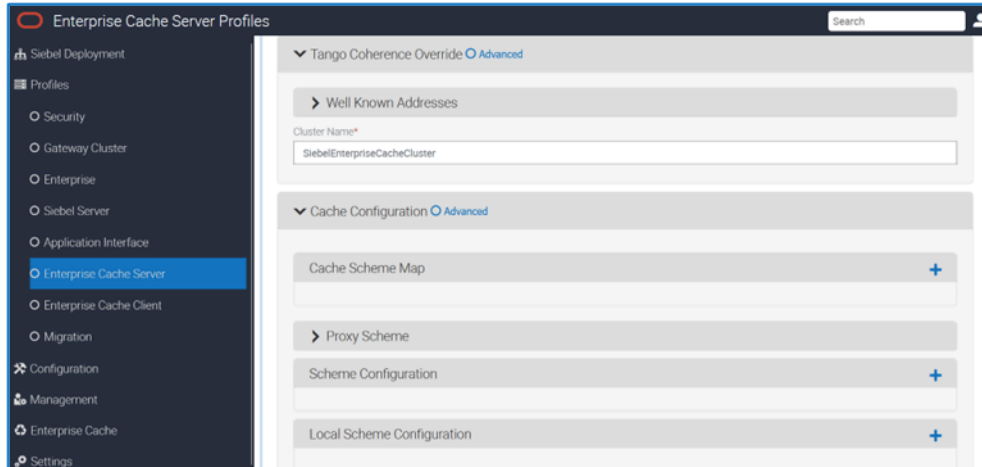 Enterprise Cache Server Profiles
Search
Siebel Deployment
Profiles
Security
Gateway Cluster
Enterprise
Siebel Server
Application Interface
Enterprise Cache Server
Enterprise Cache Client
Migration
Configuration
Management
Enterprise Cache
Settings
Tango Coherence Override Advanced
Well Known Addresses
Cluster Name*
SiebelEnterpriseCacheCluster
Cache Configuration Advanced
Cache Scheme Map
Proxy Scheme
Scheme Configuration
Local Scheme Configuration